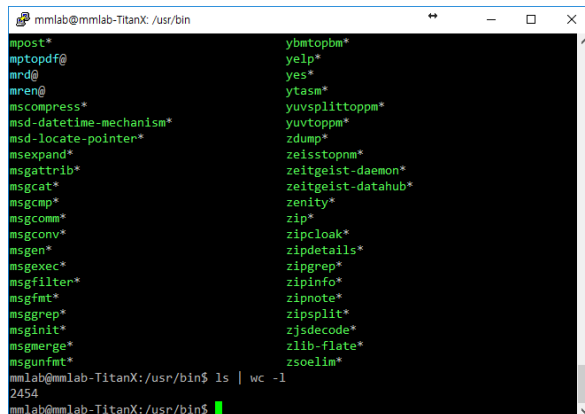 mmlab@mmlab-TitanX: /usr/bin
mpost* ybmtopbm*
mptopdf@ yelp*
mrd@ yes*
mren@ ytasm*
mscompress* yuvsplittoppm*
msd-datetime-mechanism* yuvtoppm*
msd-locate-pointer* zdump*
msexpand* zeisstopnm*
msgattrib* zeitgeist-daemon*
msgcat* zeitgeist-datahub*
msgcmp* zenity*
msgcomm* zip*
msgconv* zipcloak*
msgen* zipdetails*
msgexec* zipgrep*
msgfilter* zipinfo*
msgfmt* zipnote*
msggrep* zipsplit*
msginit* zjsdecode*
msgmerge* zlib-flate*
msgunfmt* zsoelim*
mmlab@mmlab-TitanX:/usr/bin$ ls | wc -l
2454
mmlab@mmlab-TitanX:/usr/bin$